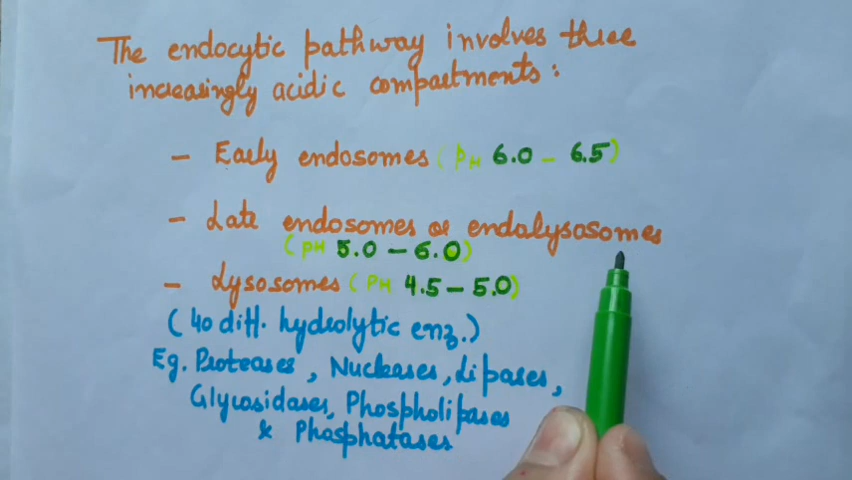 The endocytic pathway involves three
increasingly acidic compartments:
- Early endosomes (pH 6.0 - 6.5)
- Late endosomes or endolysosomes
(pH 5.0 - 6.0)
- Lysosomes (PH 4.5 - 5.0)
(40 diff. hydrolytic enz.)
Eg. Proteases, Nucleases, Lipases,
Glycosidases, Phospholipases
& Phosphatases